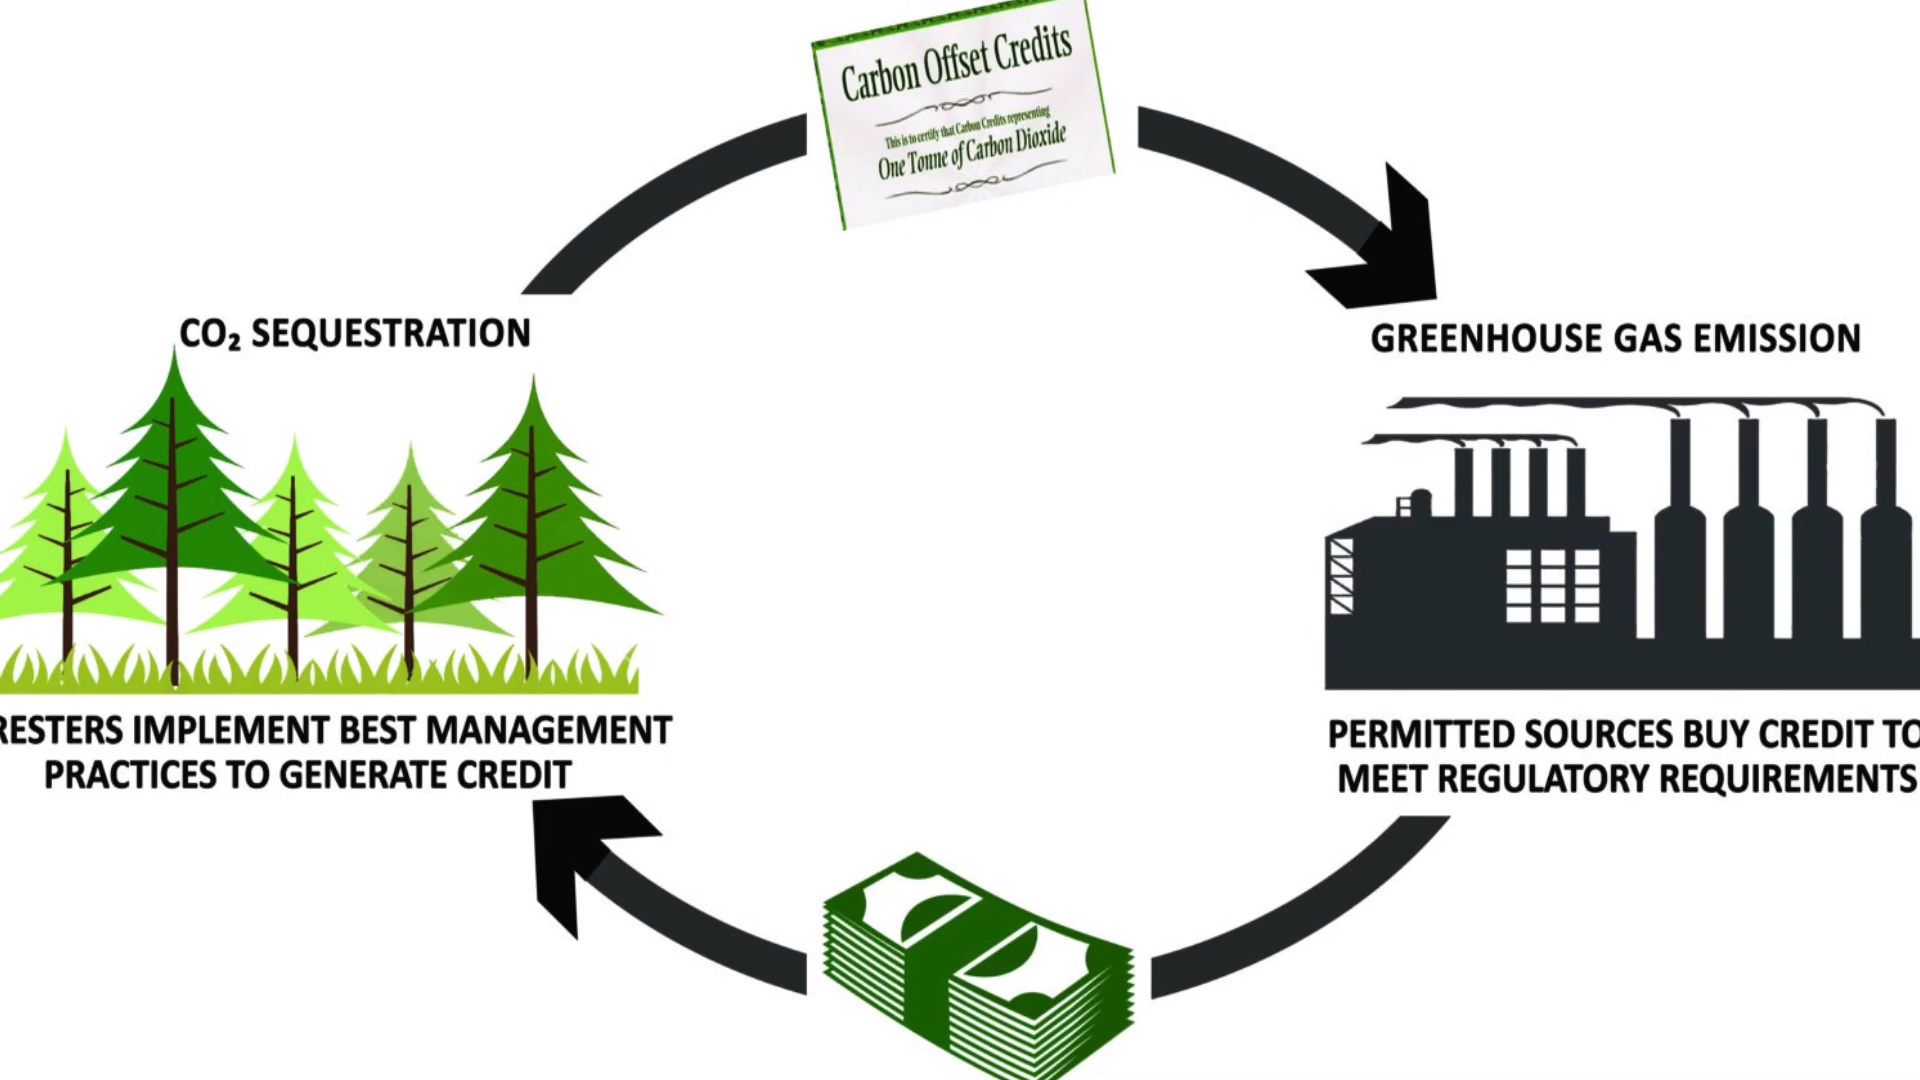 Carbon Offset Credits
This is to certify that Carbon Credits representing
One Tonne of Carbon Dioxide
CO₂ SEQUESTRATION
GREENHOUSE GAS EMISSION
RESTERS IMPLEMENT BEST MANAGEMENT
PRACTICES TO GENERATE CREDIT
PERMITTED SOURCES BUY CREDIT TO
MEET REGULATORY REQUIREMENTS